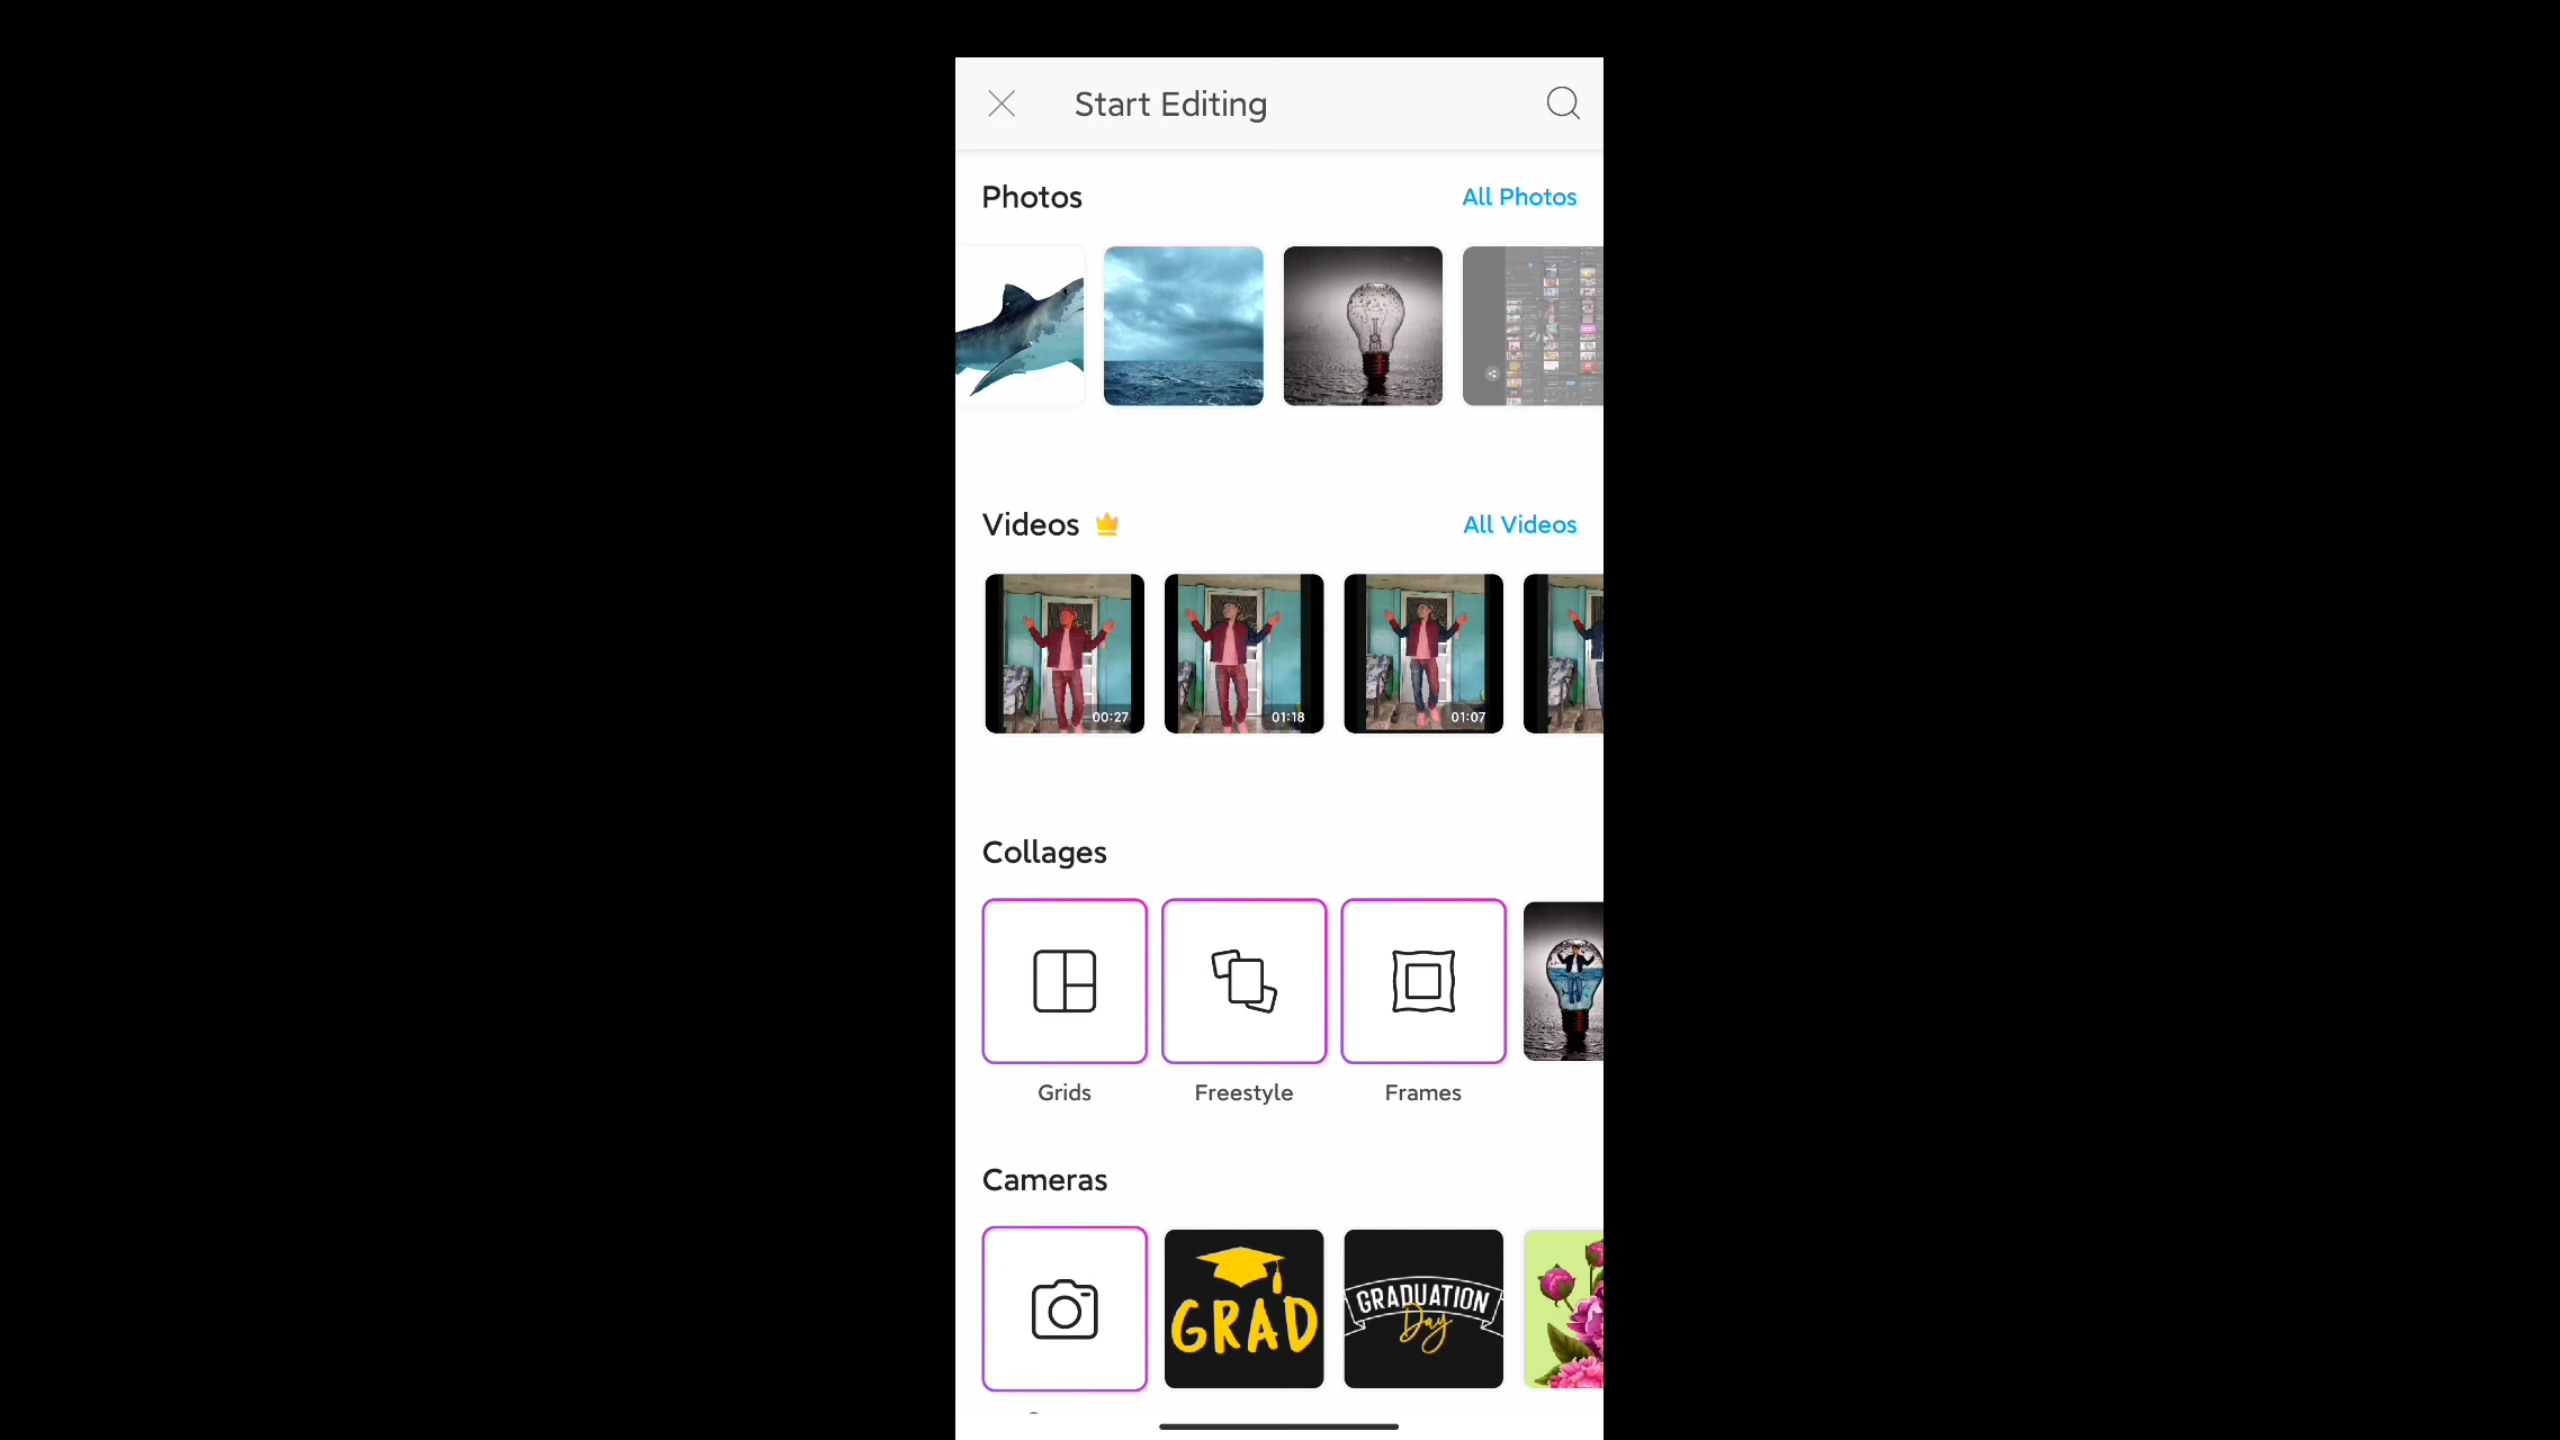 Start Editing
Photos
All Photos
Videos
All Videos
00:27
01:18
01:07
Collages
Grids
Freestyle
Frames
Cameras
GRAD
GRADUATION
Day